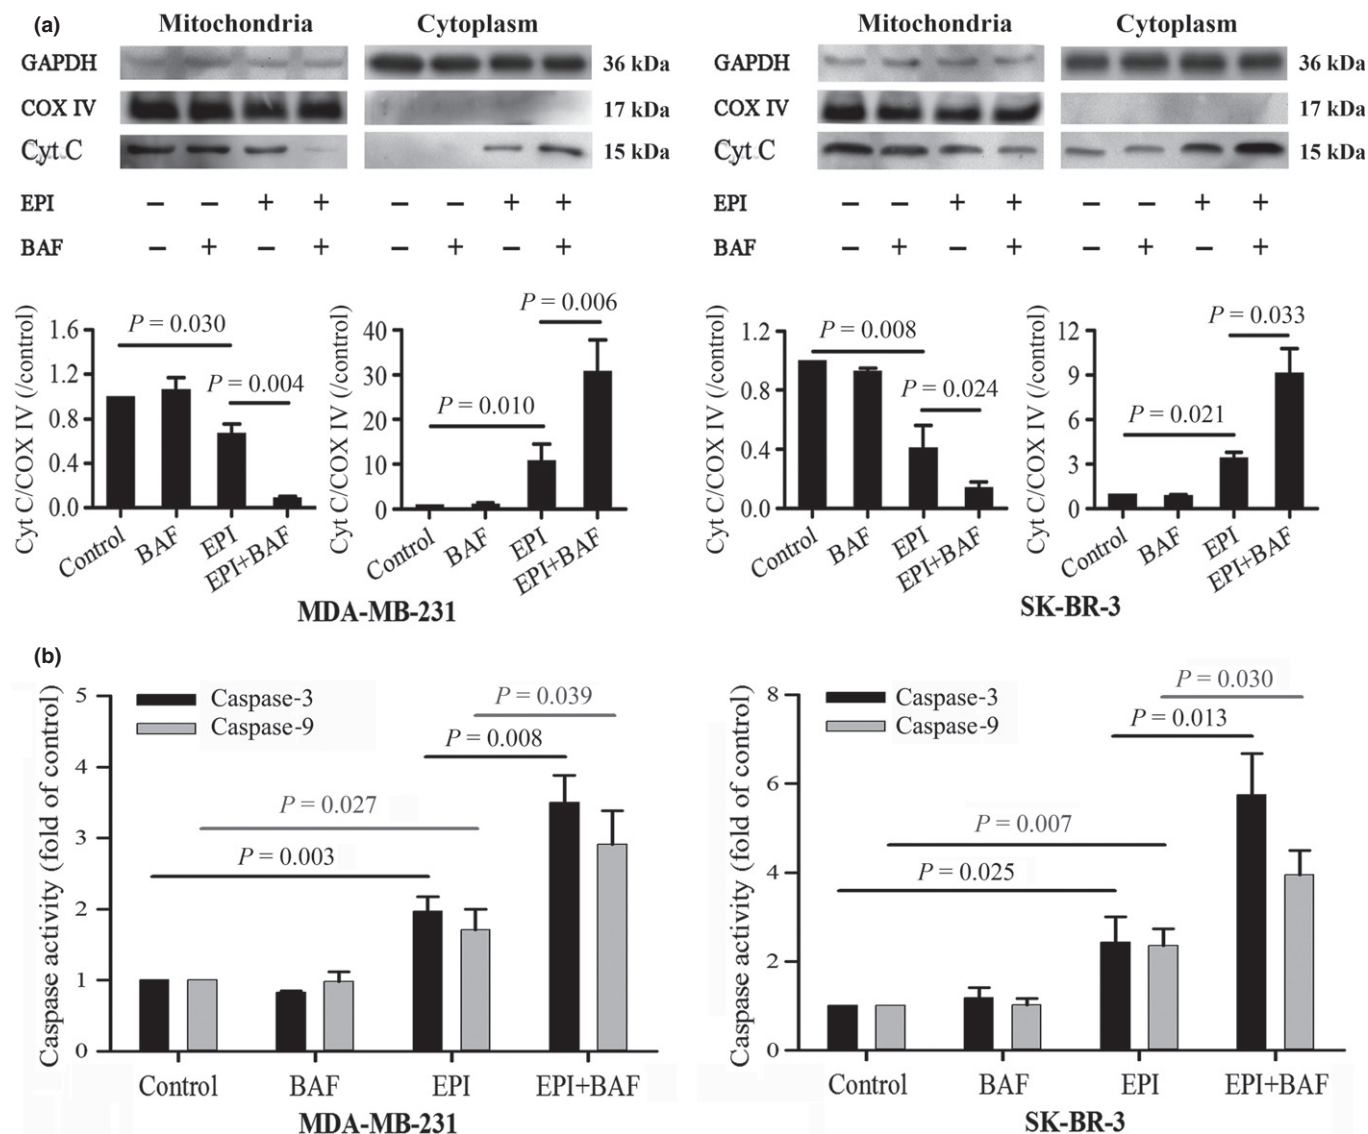 (a)
Mitochondria Cytoplasm
GAPDH 36 kDa
COX IV 17 kDa
Cyt.C 15 kDa
EPI − − + + − − + +
BAF − + − + − + − +
Mitochondria Cytoplasm
GAPDH 36 kDa
COX IV 17 kDa
Cyt.C 15 kDa
EPI − − + + − − + +
BAF − + − + − + − +
Cyt C/COX IV (/control)
1.6
1.2
0.8
0.4
0.0
P = 0.030
P = 0.004
Control BAF EPI EPI+BAF
Cyt C/COX IV (/control)
40
30
20
10
0
P = 0.006
P = 0.010
Control BAF EPI EPI+BAF
MDA-MB-231
Cyt C/COX IV (/control)
1.2
0.8
0.4
0.0
P = 0.008
P = 0.024
Control BAF EPI EPI+BAF
Cyt C/COX IV (/control)
12
9
6
3
0
P = 0.033
P = 0.021
Control BAF EPI EPI+BAF
SK-BR-3
(b)
Caspase activity (fold of control)
5
4
3
2
1
0
Caspase-3
Caspase-9
P = 0.039
P = 0.008
P = 0.027
P = 0.003
Control BAF EPI EPI+BAF
MDA-MB-231
Caspase activity (fold of control)
8
6
4
2
0
Caspase-3
Caspase-9
P = 0.030
P = 0.013
P = 0.007
P = 0.025
Control BAF EPI EPI+BAF
SK-BR-3